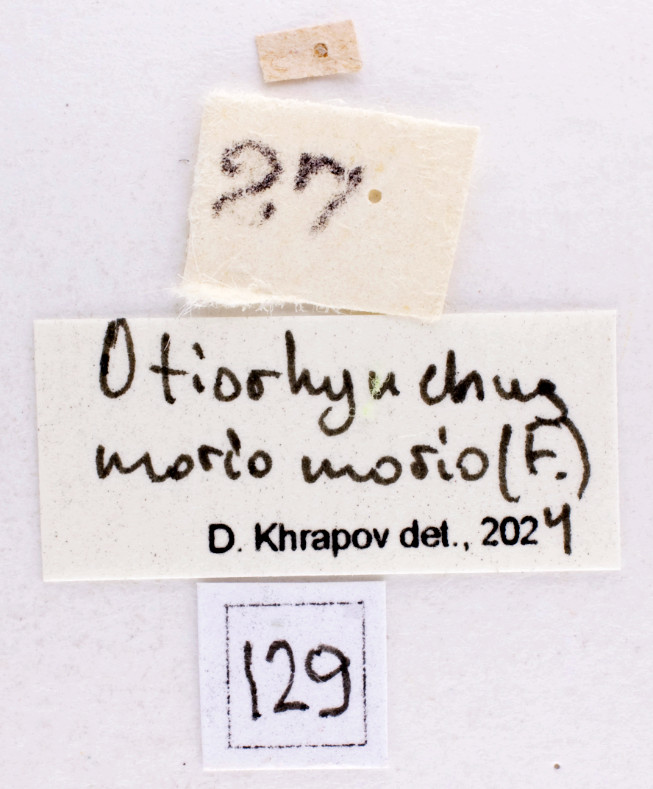 27
Otiorhynchus
morio morio (F.)
D. Khrapov det., 2024
129